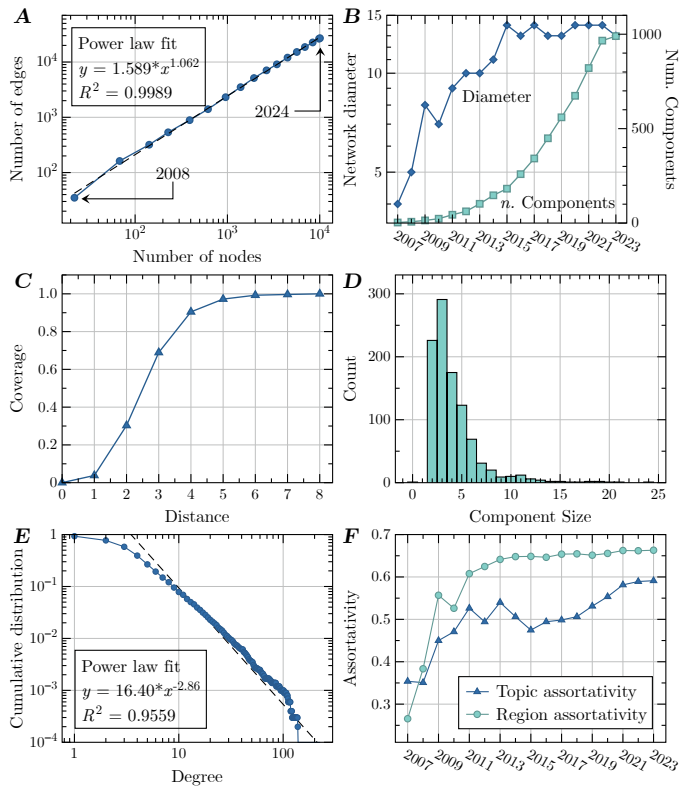 A
Number of edges
10^4
10^3
10^2
Power law fit
y = 1.589*x^1.062
R^2 = 0.9989
2024
2008
10^2
10^3
10^4
Number of nodes
B
Network diameter
15
10
5
Diameter
n. Components
1000
500
0
Num. Components
2007
2009
2011
2013
2015
2017
2019
2021
2023
C
Coverage
1.0
0.8
0.6
0.4
0.2
0.0
0
1
2
3
4
5
6
7
8
Distance
D
Count
300
200
100
0
0
5
10
15
20
25
Component Size
E
Cumulative distribution
1
10^−1
10^−2
10^−3
10^−4
Power law fit
y = 16.40*x^-2.86
R^2 = 0.9559
1
10
100
Degree
F
Assortativity
0.7
0.6
0.5
0.4
0.3
Topic assortativity
Region assortativity
2007
2009
2011
2013
2015
2017
2019
2021
2023